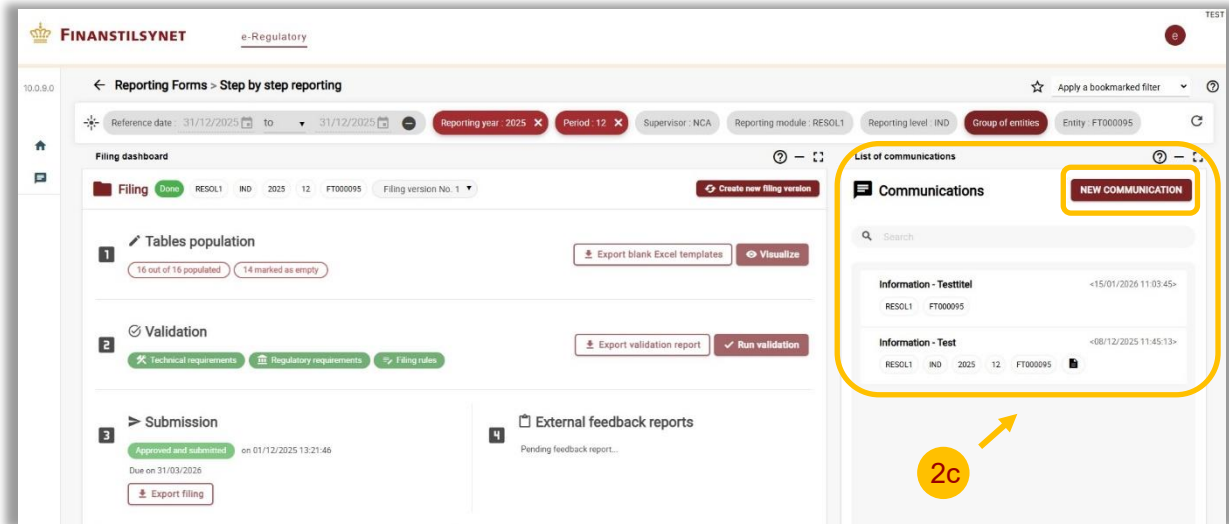 TEST
FINANSTILSYNET
e-Regulatory
e
10.0.9.0
Reporting Forms > Step by step reporting
Apply a bookmarked filter
Reference date : 31/12/2025 to 31/12/2025
Reporting year : 2025
Period : 12
Supervisor : NCA
Reporting module : RESOL1
Reporting level : IND
Group of entities
Entity : FT000095
Filing dashboard
Filing Done RESOL1 IND 2025 12 FT000095 Filing version No. 1
Create new filing version
1
Tables population
16 out of 16 populated
14 marked as empty
Export blank Excel templates
Visualize
2
Validation
Technical requirements
Regulatory requirements
Filing rules
Export validation report
Run validation
3
Submission
Approved and submitted on 01/12/2025 13:21:46
Due on 31/03/2026
Export filing
4
External feedback reports
Pending feedback report...
List of communications
Communications
NEW COMMUNICATION
Search
Information - Testtitel <15/01/2026 11:03:45>
RESOL1 FT000095
Information - Test <08/12/2025 11:45:13>
RESOL1 IND 2025 12 FT000095
2c